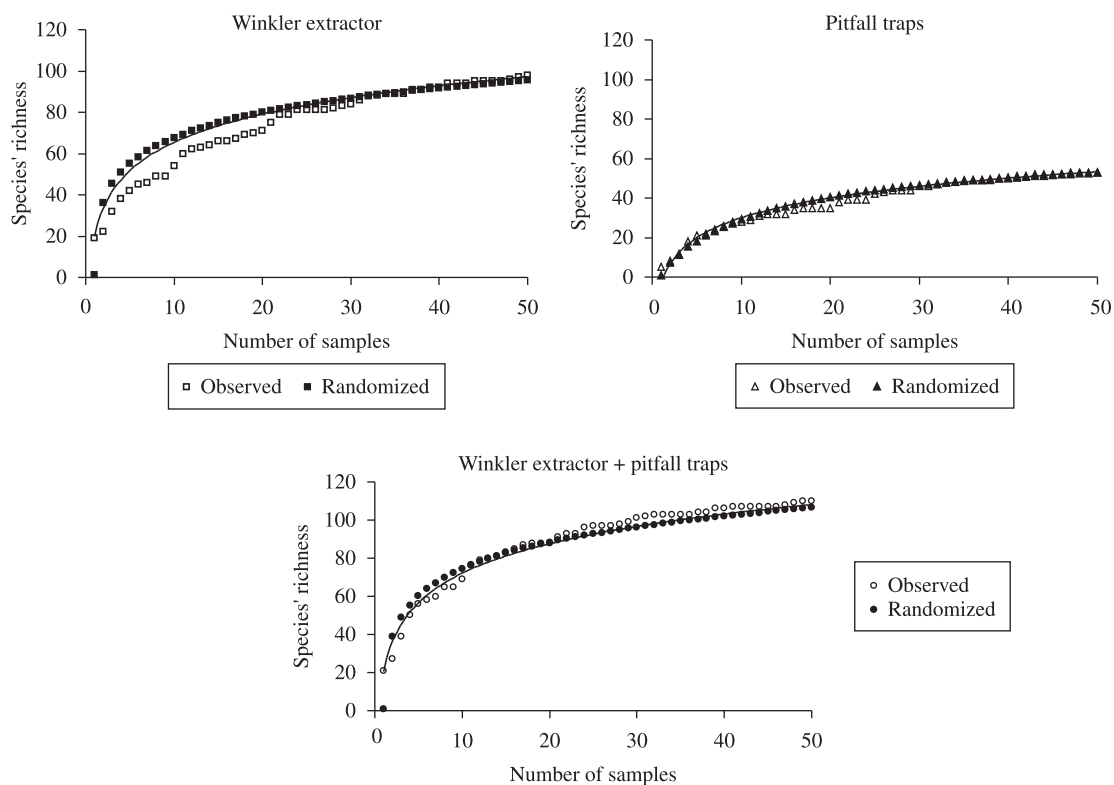 Winkler extractor
120
100
80
60
40
20
0
Species' richness
0 10 20 30 40 50
Number of samples
Observed Randomized
Pitfall traps
120
100
80
60
40
20
0
Species' richness
0 10 20 30 40 50
Number of samples
Observed Randomized
Winkler extractor + pitfall traps
120
100
80
60
40
20
0
Species' richness
0 10 20 30 40 50
Number of samples
Observed
Randomized